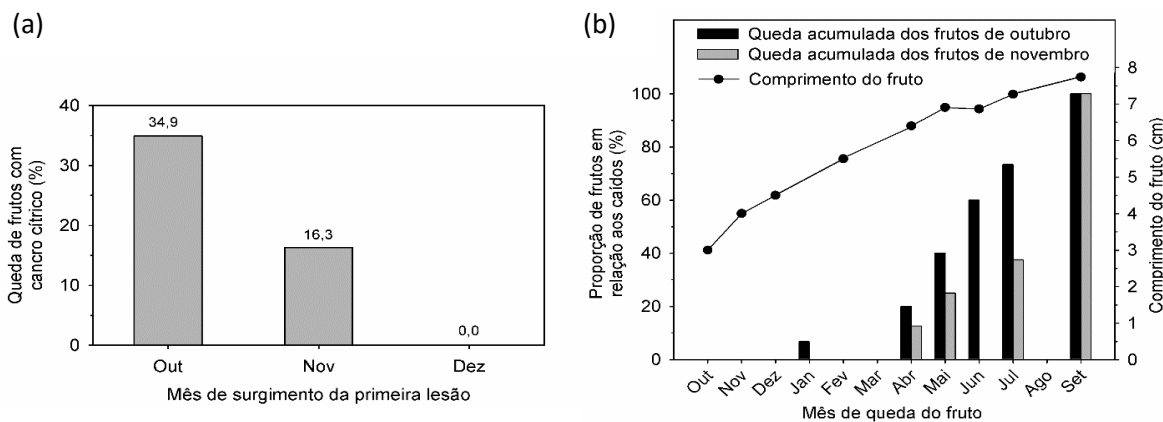 (a)
40
30
20
10
0
Queda de frutos com
cancro cítrico (%)
34,9
16,3
0,0
Out Nov Dez
Mês de surgimento da primeira lesão
(b)
Queda acumulada dos frutos de outubro
Queda acumulada dos frutos de novembro
Comprimento do fruto
100
80
60
40
20
0
Proporção de frutos em
relação aos caídos (%)
8
7
6
5
4
3
2
1
0
Comprimento do fruto (cm)
Out Nov Dez Jan Fev Mar Abr Mai Jun Jul Ago Set
Mês de queda do fruto